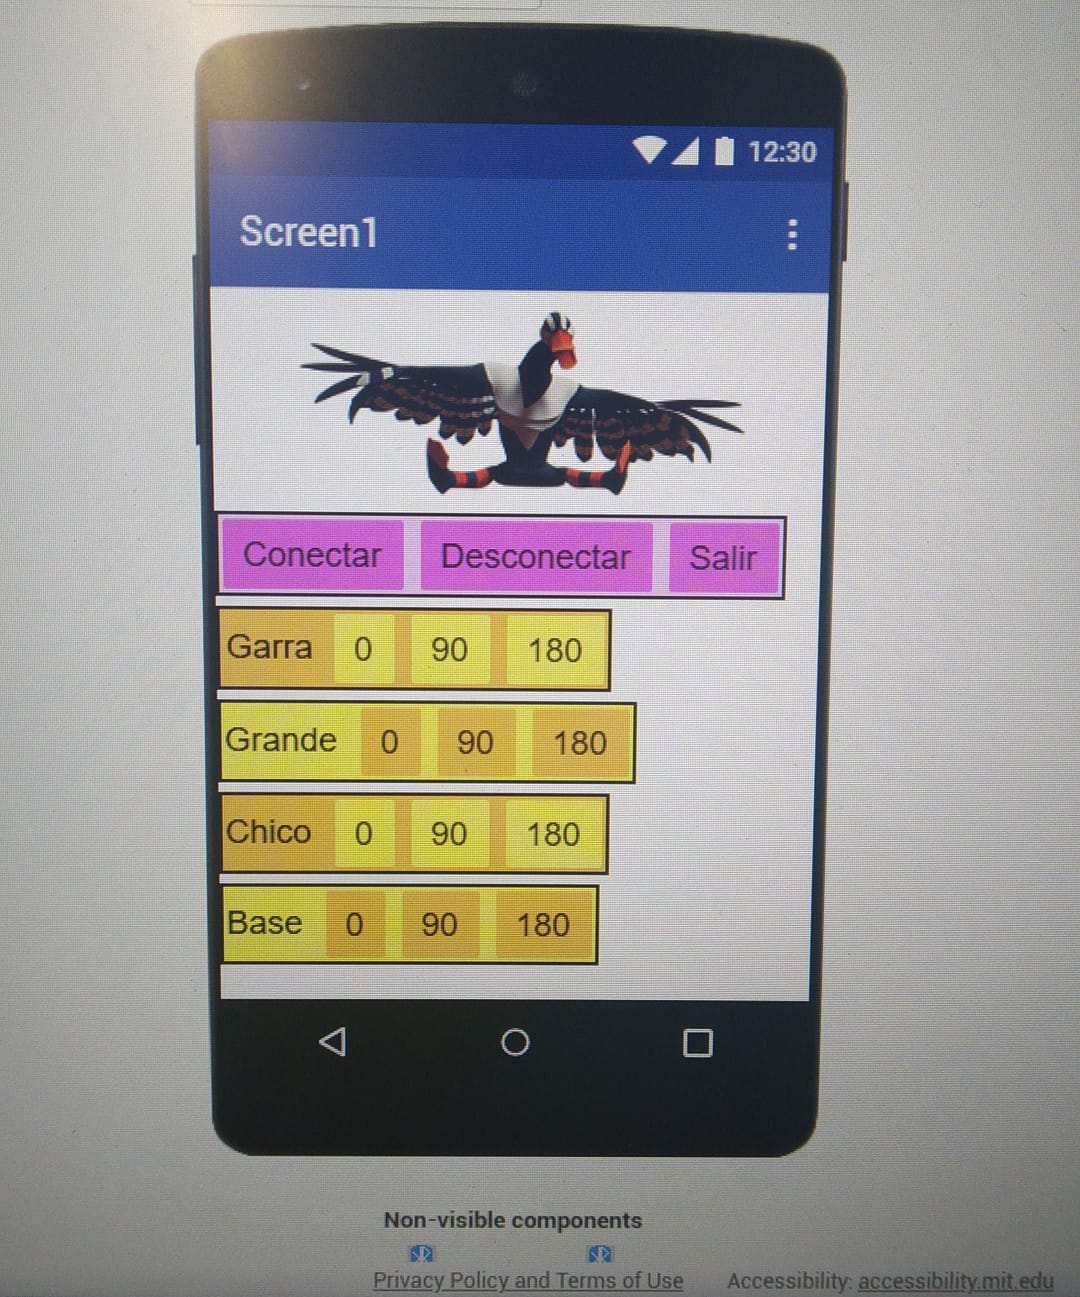 12:30
Screen1
Conectar Desconectar Salir
Garra 0 90 180
Grande 0 90 180
Chico 0 90 180
Base 0 90 180
Non-visible components
Privacy Policy and Terms of Use Accessibility: accessibility.mit.edu